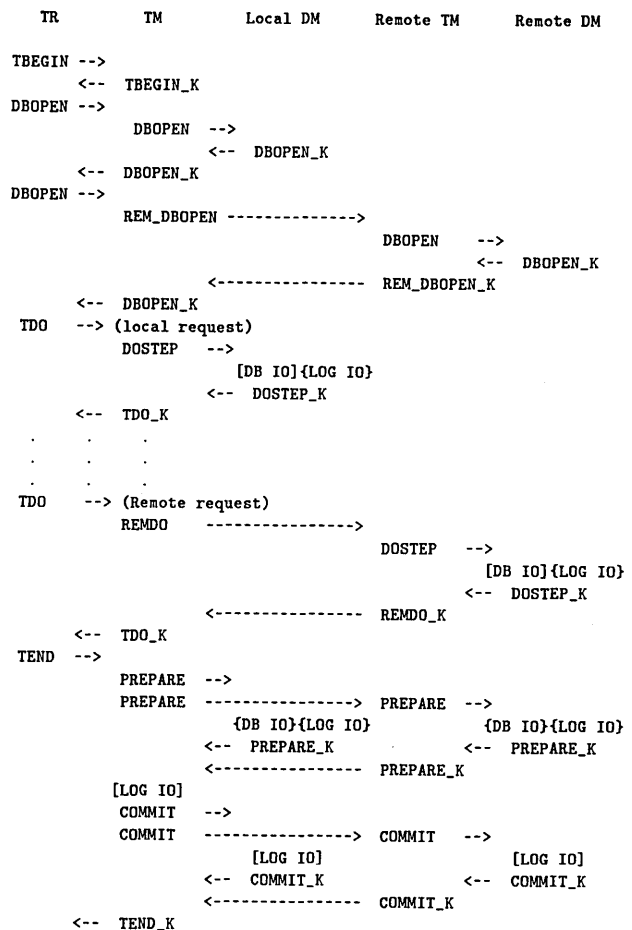 TR TM Local DM Remote TM Remote DM
TBEGIN -->
<-- TBEGIN_K
DBOPEN -->
DBOPEN -->
<-- DBOPEN_K
<-- DBOPEN_K
DBOPEN -->
REM_DBOPEN -------------->
DBOPEN -->
<-- DBOPEN_K
<---------------- REM_DBOPEN_K
<-- DBOPEN_K
TDO --> (local request)
DOSTEP -->
[DB IO]{LOG IO}
<-- DOSTEP_K
<-- TDO_K
. . .
. . .
. . .
TDO --> (Remote request)
REMDO ---------------->
DOSTEP -->
[DB IO]{LOG IO}
<-- DOSTEP_K
<---------------- REMDO_K
<-- TDO_K
TEND -->
PREPARE -->
PREPARE ----------------> PREPARE -->
{DB IO}{LOG IO} {DB IO}{LOG IO}
<-- PREPARE_K <-- PREPARE_K
<---------------- PREPARE_K
[LOG IO]
COMMIT -->
COMMIT ----------------> COMMIT -->
[LOG IO] [LOG IO]
<-- COMMIT_K <-- COMMIT_K
<---------------- COMMIT_K
<-- TEND_K